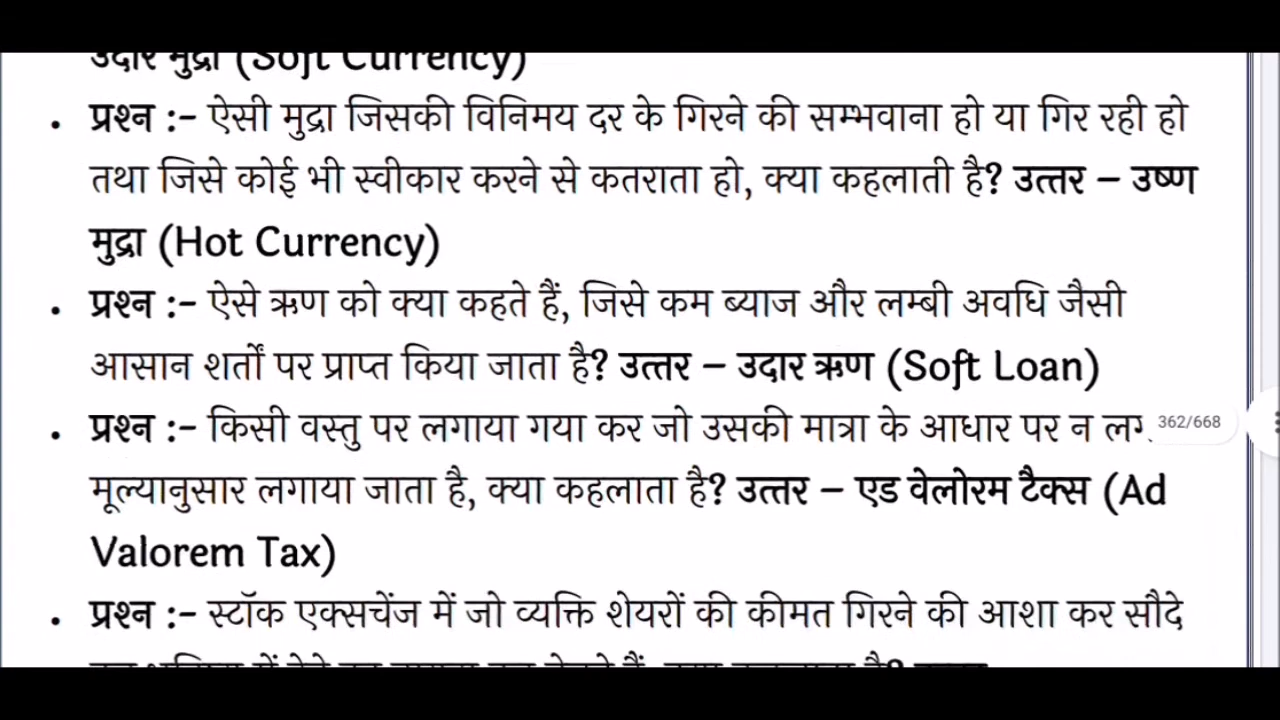 उदार मुद्रा (Soft Currency)
• प्रश्न :- ऐसी मुद्रा जिसकी विनिमय दर के गिरने की सम्भवाना हो या गिर रही हो
तथा जिसे कोई भी स्वीकार करने से कतराता हो, क्या कहलाती है? उत्तर – उष्ण
मुद्रा (Hot Currency)
• प्रश्न :- ऐसे ऋण को क्या कहते हैं, जिसे कम ब्याज और लम्बी अवधि जैसी
आसान शर्तों पर प्राप्त किया जाता है? उत्तर – उदार ऋण (Soft Loan)
• प्रश्न :- किसी वस्तु पर लगाया गया कर जो उसकी मात्रा के आधार पर न 362/668
मूल्यानुसार लगाया जाता है, क्या कहलाता है? उत्तर – एड वेलोरम टैक्स (Ad
Valorem Tax)
• प्रश्न :- स्टॉक एक्सचेंज में जो व्यक्ति शेयरों की कीमत गिरने की आशा कर सौदे